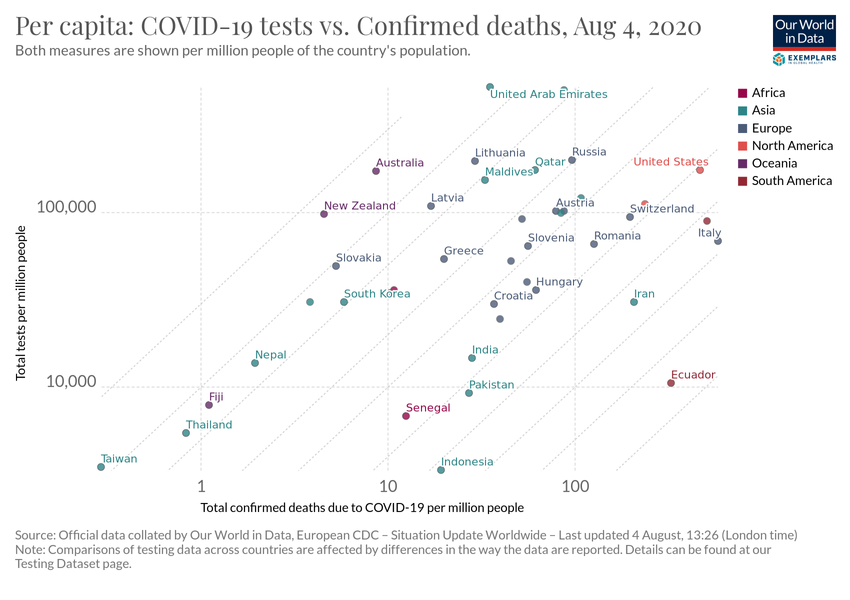 Per capita: COVID-19 tests vs. Confirmed deaths, Aug 4, 2020
Both measures are shown per million people of the country's population.
Our World
in Data
EXEMPLARS
IN GLOBAL HEALTH
Africa
Asia
Europe
North America
Oceania
South America
Total tests per million people
100,000
10,000
United Arab Emirates
Lithuania
Russia
Australia
Qatar
United States
Maldives
Latvia
New Zealand
Austria
Switzerland
Italy
Slovenia
Romania
Greece
Slovakia
Hungary
South Korea
Croatia
Iran
India
Nepal
Ecuador
Pakistan
Fiji
Senegal
Thailand
Taiwan
Indonesia
1
10
100
Total confirmed deaths due to COVID-19 per million people
Source: Official data collated by Our World in Data, European CDC – Situation Update Worldwide – Last updated 4 August, 13:26 (London time)
Note: Comparisons of testing data across countries are affected by differences in the way the data are reported. Details can be found at our
Testing Dataset page.